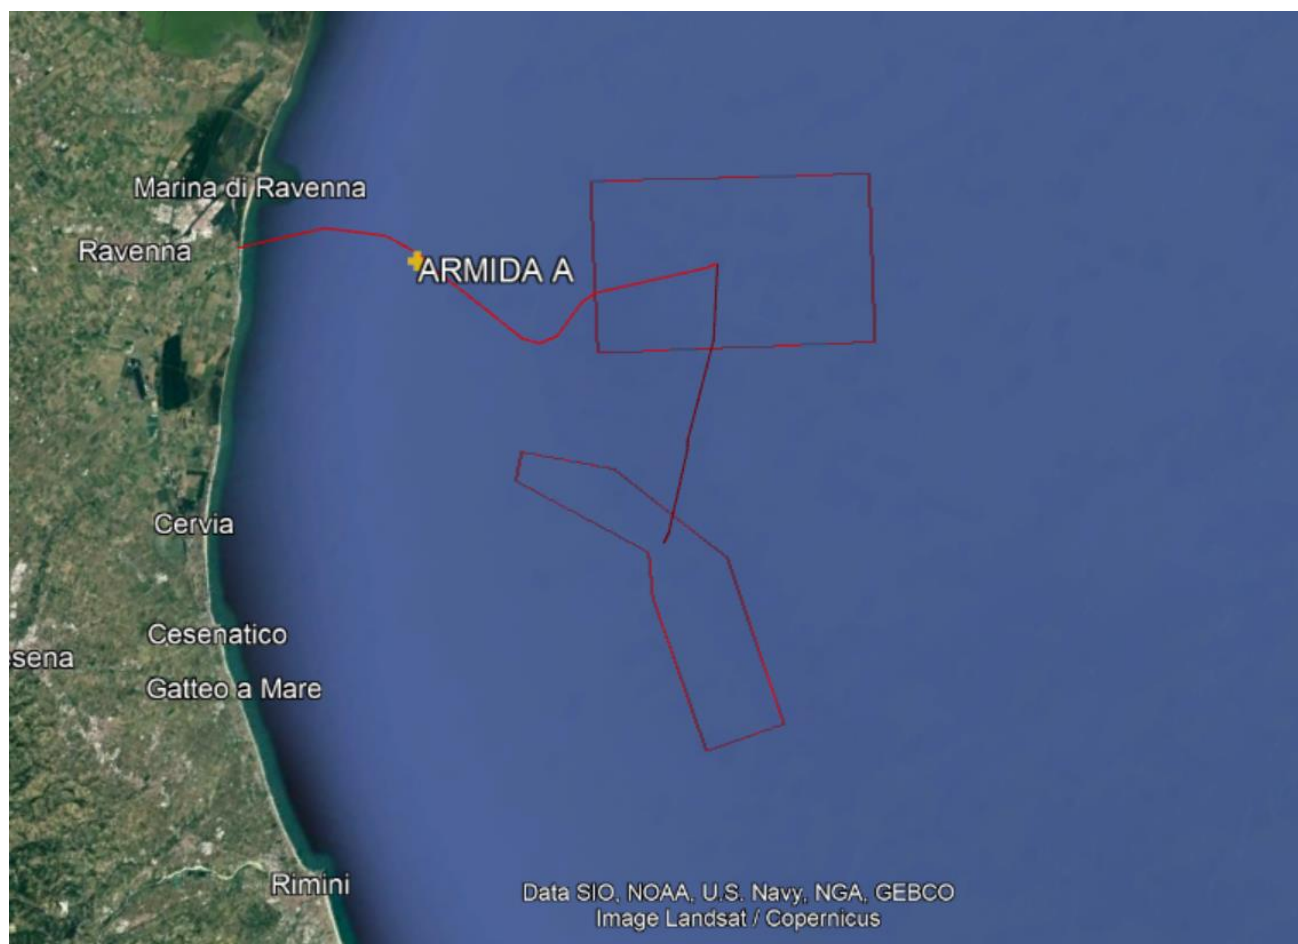 Marina di Ravenna
Ravenna
ARMIDA A
Cervia
Cesenatico
sena
Gatteo a Mare
Rimini
Data SIO, NOAA, U.S. Navy, NGA, GEBCO
Image Landsat / Copernicus